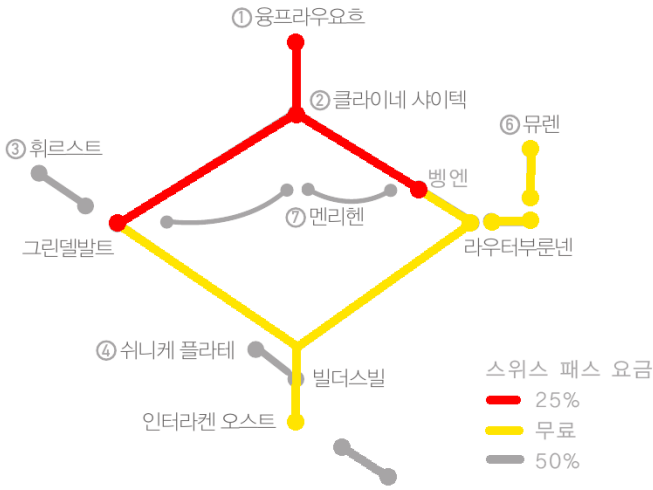 ① 융프라우요흐
② 클라이네 샤이텍
⑥ 뮤렌
③ 휘르스트
벵엔
⑦ 멘리헨
그린델발트
라우터부룬넨
④ 쉬니케 플라테
빌더스빌
스위스 패스 요금
25%
인터라켄 오스트
무료
50%